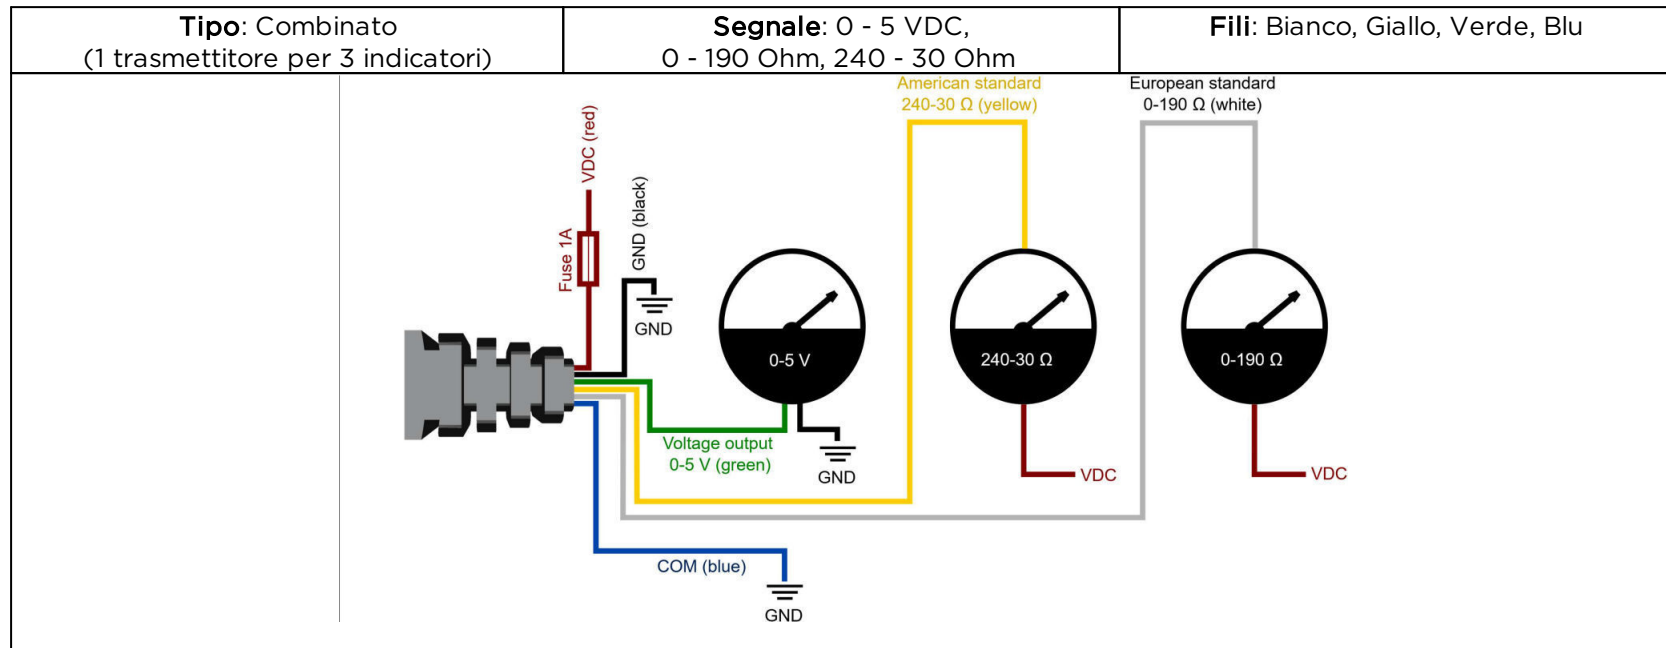 Tipo: Combinato
(1 trasmettitore per 3 indicatori)
Segnale: 0 - 5 VDC,
0 - 190 Ohm, 240 - 30 Ohm
Fili: Bianco, Giallo, Verde, Blu
American standard
240-30 Ω (yellow)
European standard
0-190 Ω (white)
VDC (red)
Fuse 1A
GND (black)
GND
0-5 V
240-30 Ω
0-190 Ω
Voltage output
0-5 V (green)
GND
VDC
VDC
COM (blue)
GND